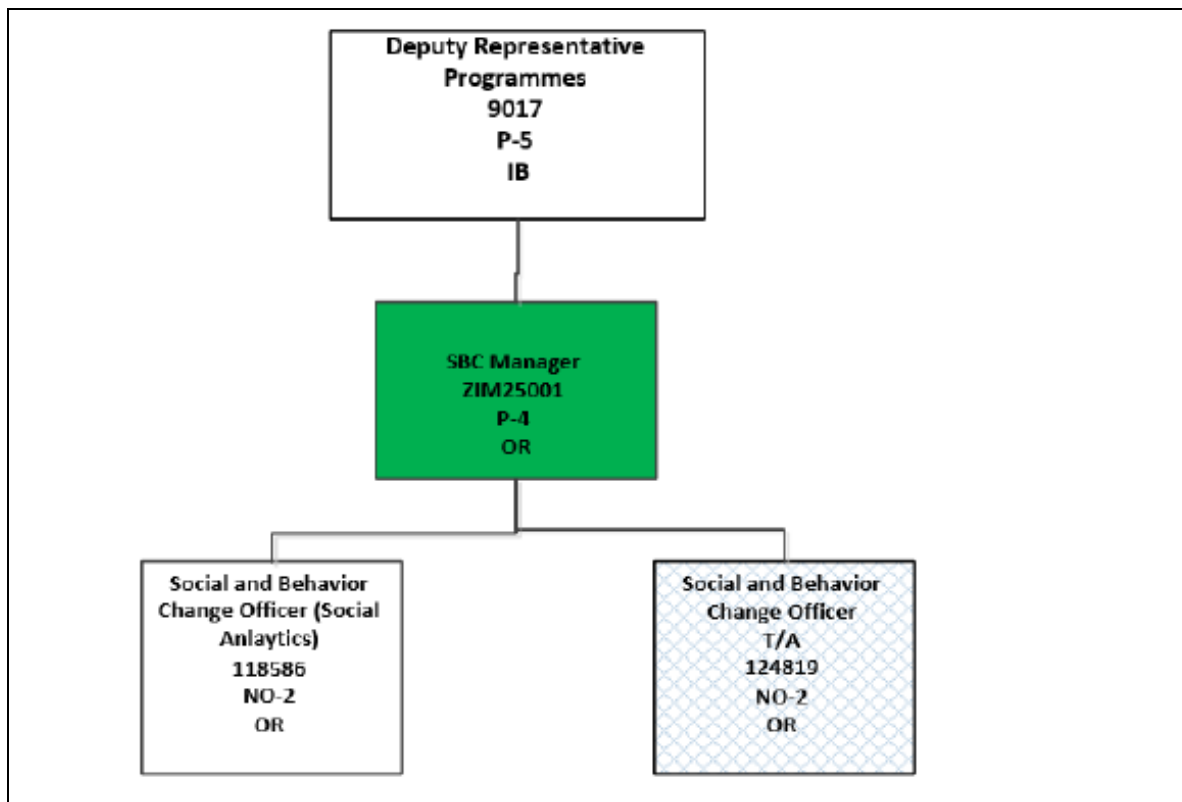 Deputy Representative
Programmes
9017
P-5
IB
SBC Manager
ZIM25001
P-4
OR
Social and Behavior
Change Officer (Social
Anlaytics)
118586
NO-2
OR
Social and Behavior
Change Officer
T/A
124819
NO-2
OR